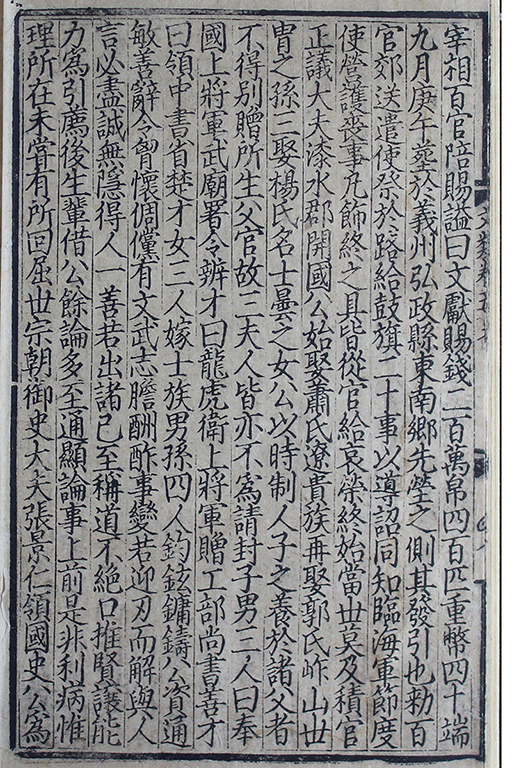 宰相百官陪賜謚曰文獻賜錢二百萬帛四百匹重幣四十端
九月庚午塟於義州弘政縣東南鄉先塋之側其發引也勑百
官郊送遣使祭於路給鼓旗二十事以導詔同知臨海軍節度
使營護喪事凡飾終之具皆從官給哀榮終始當世莫及積官
正議大夫漆水郡開國公始娶蕭氏遼貴族再娶郭氏岞山世
胄之孫三娶楊氏名士曇之女公以時制人子之養於諸父者
不得別贈所生父官故三夫人皆亦不為請封子男三人曰奉
國上將軍武廟署令辨才曰龍虎衛上將軍贈工部尚書善才
曰領中書省楚才女二人嫁士族男孫四人鈞鉉鏞鑄公資通
敏善辭令胷懷倜儻有文武志膽酬酢事變若迎刃而解與人
言必盡誠無隱得人一善若出諸己至稱道不絕口推賢讓能
力為引薦後生輩借公餘論多至通顯論事上前是非利病惟
理所在未嘗有所回屈世宗朝御史大夫張景仁領國史公為